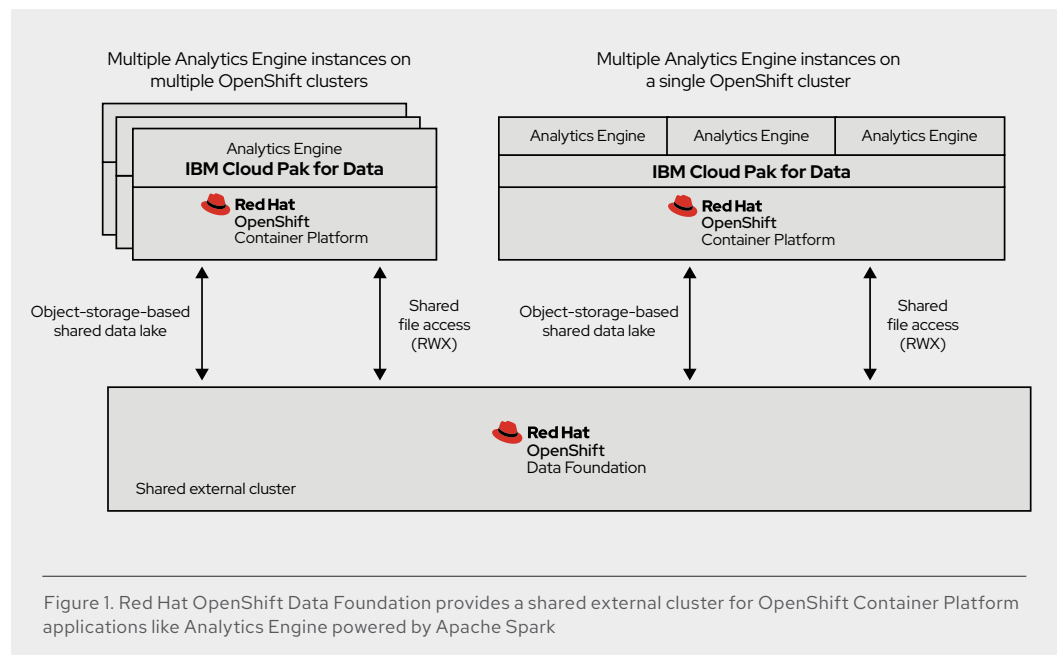 Multiple Analytics Engine instances on
multiple OpenShift clusters
Analytics Engine
IBM Cloud Pak for Data
Red Hat
OpenShift
Container Platform
Object-storage-based
shared data lake
Shared
file access
(RWX)
Multiple Analytics Engine instances on
a single OpenShift cluster
Analytics Engine
Analytics Engine
Analytics Engine
IBM Cloud Pak for Data
Red Hat
OpenShift
Container Platform
Object-storage-based
shared data lake
Shared
file access
(RWX)
Red Hat
OpenShift
Data Foundation
Shared external cluster
Figure 1. Red Hat OpenShift Data Foundation provides a shared external cluster for OpenShift Container Platform
applications like Analytics Engine powered by Apache Spark